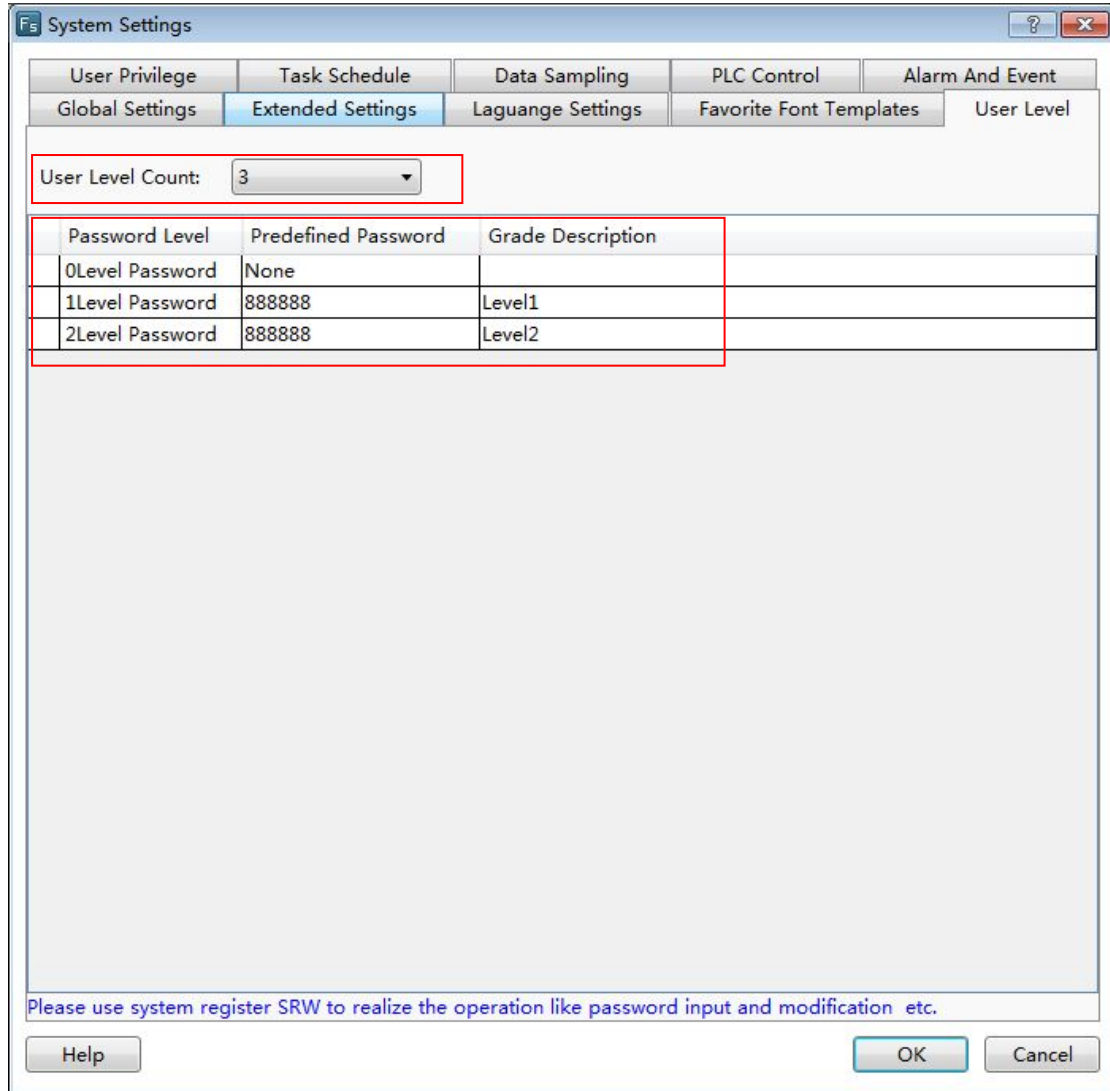 Fs System Settings
User Privilege Task Schedule Data Sampling PLC Control Alarm And Event
Global Settings Extended Settings Laguange Settings Favorite Font Templates User Level
User Level Count: 3
Password Level Predefined Password Grade Description
0Level Password None
1Level Password 888888 Level1
2Level Password 888888 Level2
Please use system register SRW to realize the operation like password input and modification etc.
Help OK Cancel